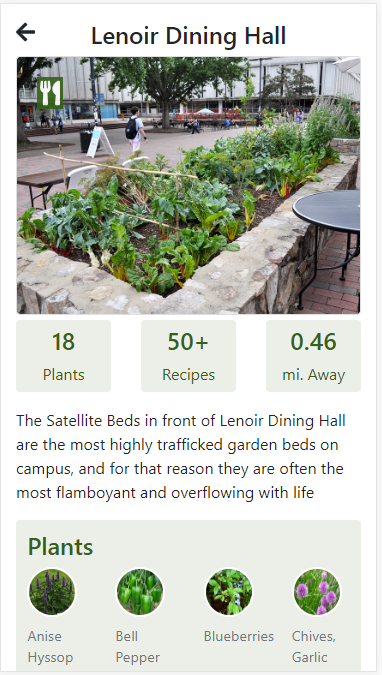 Lenoir Dining Hall
18
Plants
50+
Recipes
0.46
mi. Away
The Satellite Beds in front of Lenoir Dining Hall
are the most highly trafficked garden beds on
campus, and for that reason they are often the
most flamboyant and overflowing with life
Plants
Anise
Hyssop
Bell
Pepper
Blueberries
Chives,
Garlic